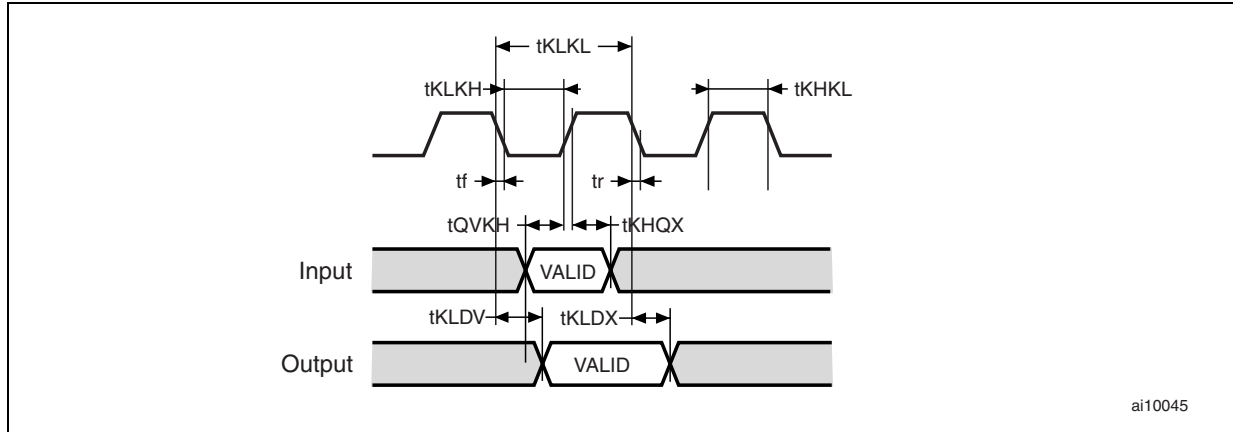 tKLKL
tKLKH
tKHKL
tf
tr
tQVKH
tKHQX
Input
VALID
tKLDV
tKLDX
Output
VALID
ai10045